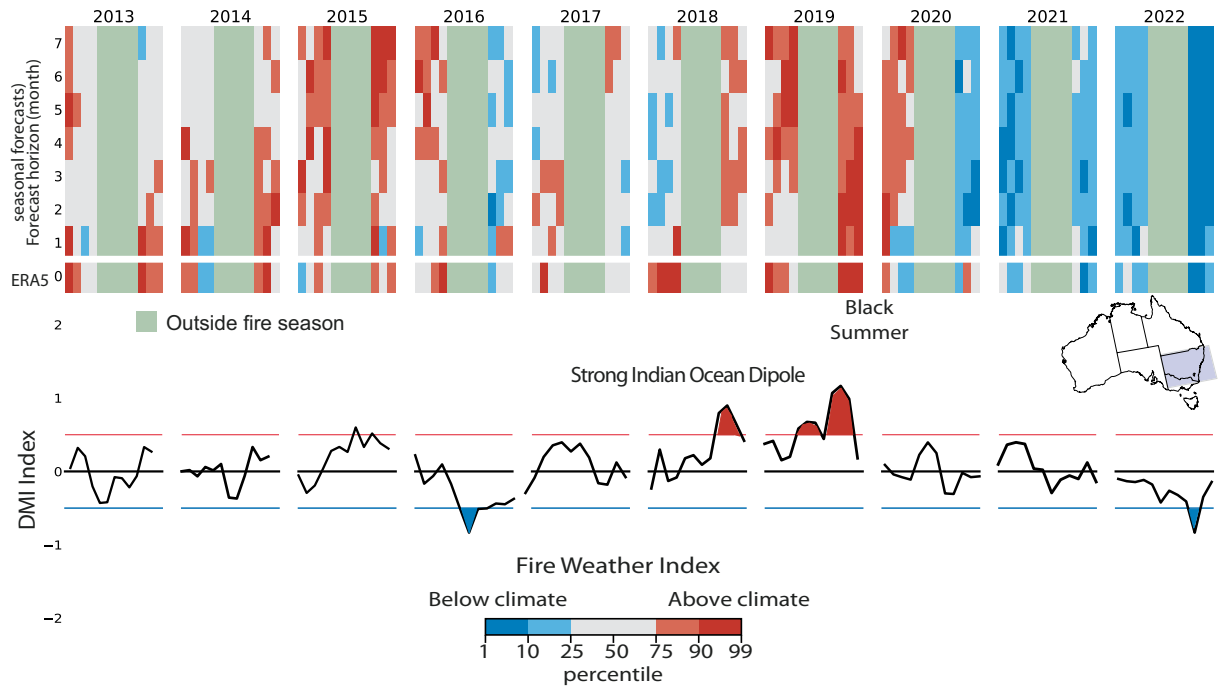 2013 2014 2015 2016 2017 2018 2019 2020 2021 2022
seasonal forecasts)
Forecast horizon (month)
7
6
5
4
3
2
1
ERA5 0
Outside fire season
Black
Summer
Strong Indian Ocean Dipole
DMI Index
2
1
0
−1
−2
Fire Weather Index
Below climate Above climate
1 10 25 50 75 90 99
percentile